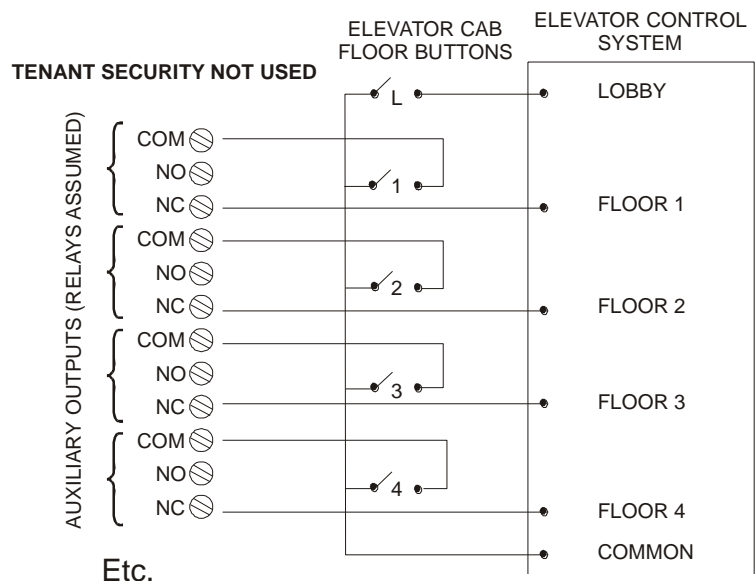 ELEVATOR CAB
FLOOR BUTTONS
ELEVATOR CONTROL
SYSTEM
TENANT SECURITY NOT USED
L
LOBBY
AUXILIARY OUTPUTS (RELAYS ASSUMED)
COM
NO
1
NC
FLOOR 1
COM
NO
2
NC
FLOOR 2
COM
NO
3
NC
FLOOR 3
COM
NO
4
NC
FLOOR 4
COMMON
Etc.